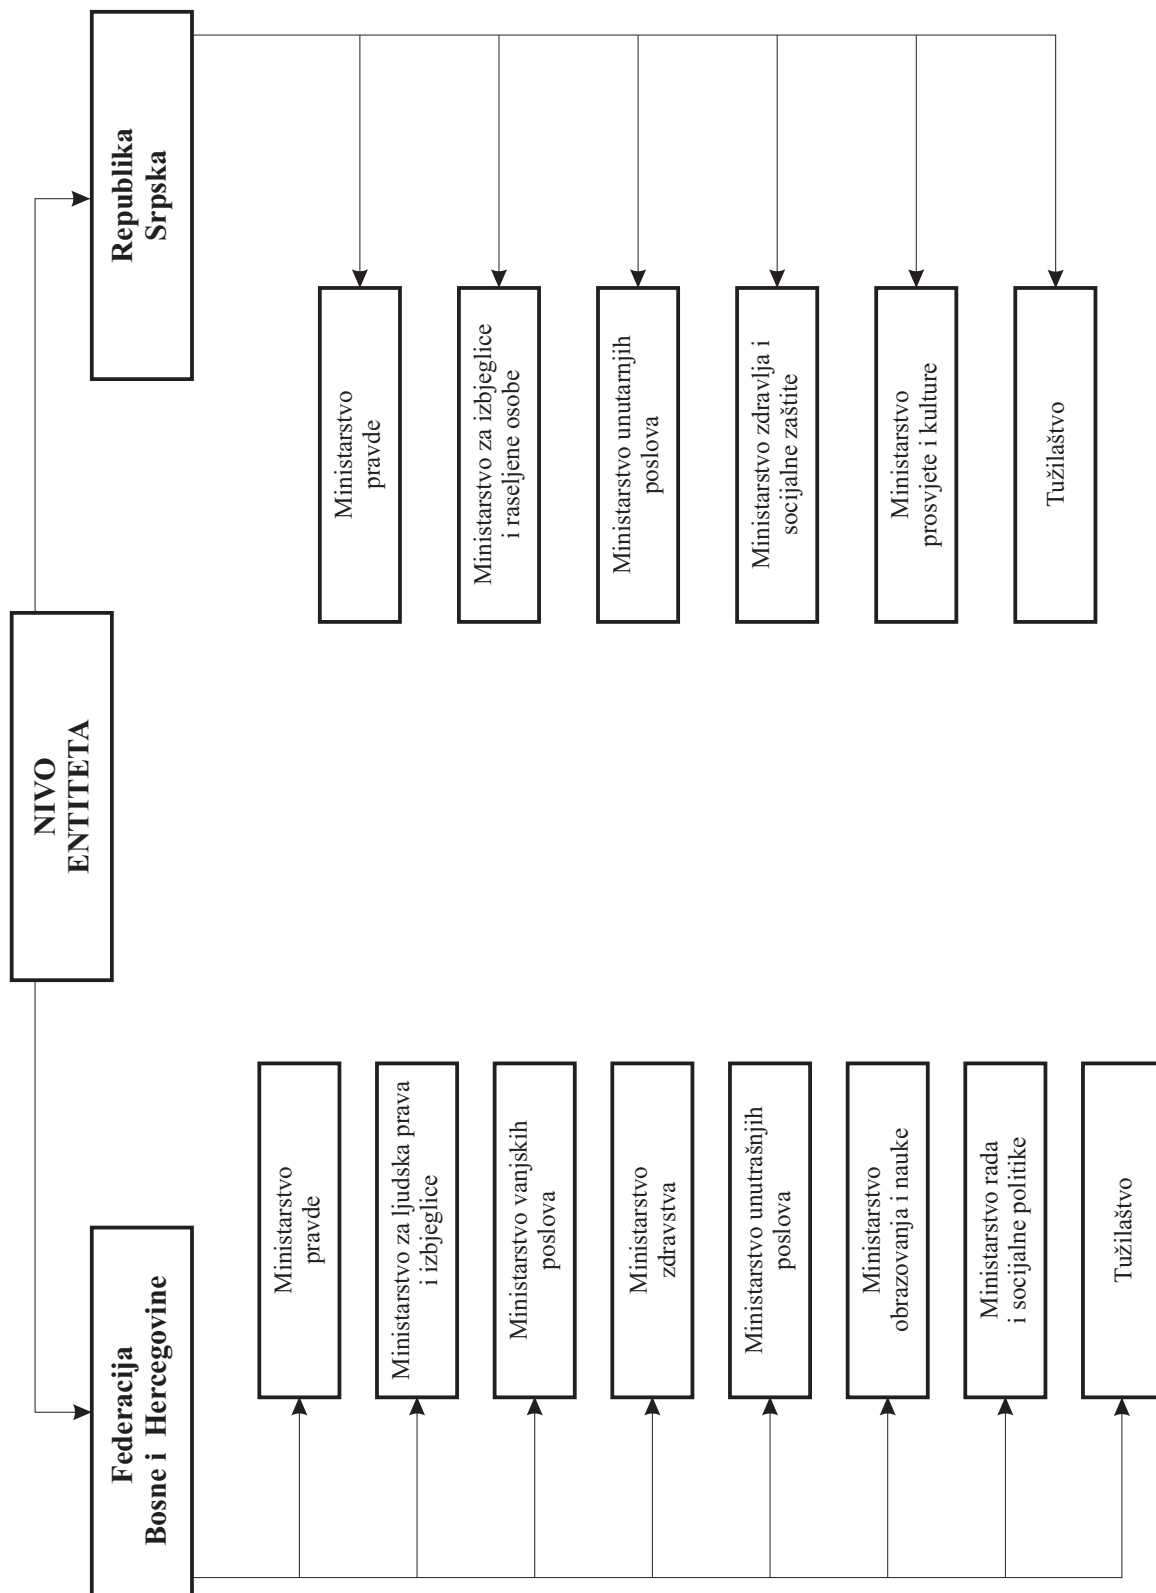 NIVO
ENTITETA
Federacija
Bosne i Hercegovine
Ministarstvo
pravde
Ministarstvo za ljudska prava
i izbjeglice
Ministarstvo vanjskih
poslova
Ministarstvo
zdravstva
Ministarstvo unutrašnjih
poslova
Ministarstvo
obrazovanja i nauke
Ministarstvo rada
i socijalne politike
Tužilaštvo
Republika
Srpska
Ministarstvo
pravde
Ministarstvo za izbjeglice
i raseljene osobe
Ministarstvo unutarnjih
poslova
Ministarstvo zdravlja i
socijalne zaštite
Ministarstvo
prosvjete i kulture
Tužilaštvo